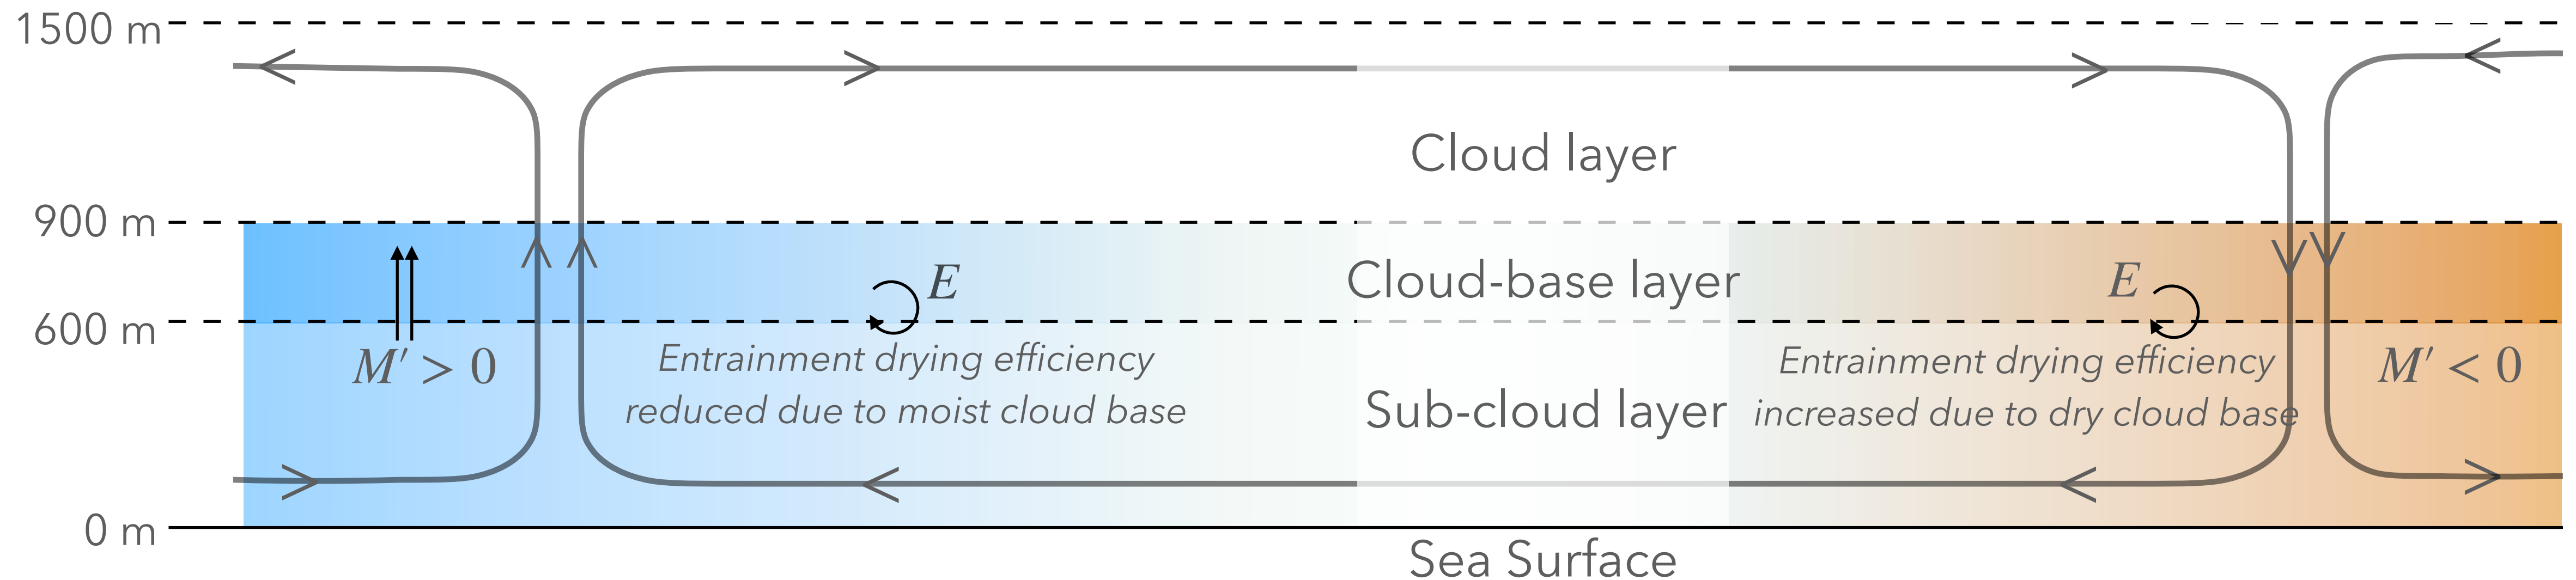 1500 m
Cloud layer
900 m
Cloud-base layer
E
E
600 m
M′ > 0
Entrainment drying efficiency
reduced due to moist cloud base
Sub-cloud layer
Entrainment drying efficiency
increased due to dry cloud base
M′ < 0
0 m
Sea Surface